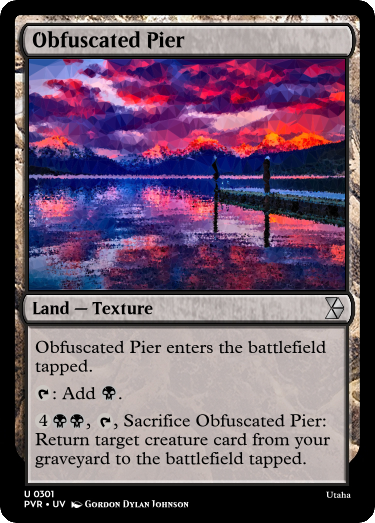 Obfuscated Pier
Land — Texture
Obfuscated Pier enters the battlefield
tapped.
: Add .
4 , , Sacrifice Obfuscated Pier:
Return target creature card from your
graveyard to the battlefield tapped.
U 0301
Utaha
PVR • UV GORDON DYLAN JOHNSON